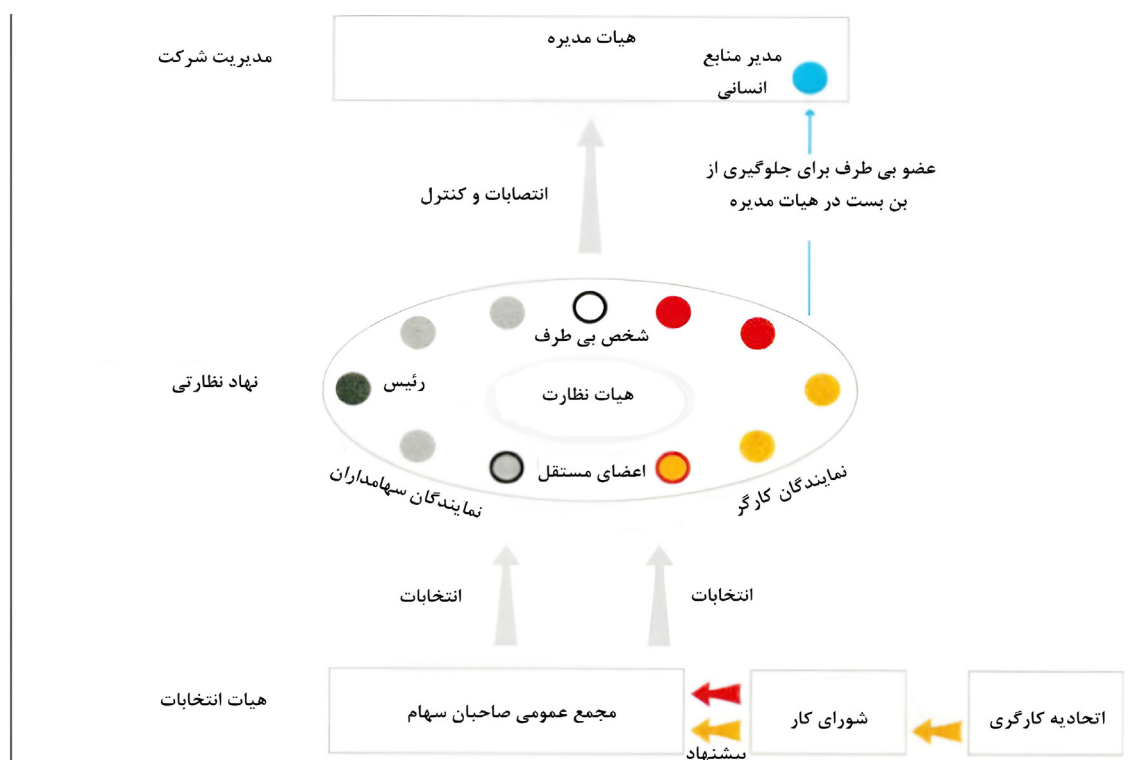 هیات مدیره
مدیر منابع
انسانی
مدیریت شرکت
عضو بی طرف برای جلوگیری از
بن بست در هیات مدیره
انتصابات و کنترل
شخص بی طرف
رئیس
هیات نظارت
نهاد نظارتی
اعضای مستقل
نمایندگان کارگر
نمایندگان سهامداران
انتخابات
انتخابات
هیات انتخابات
مجمع عمومی صاحبان سهام
شورای کار
اتحادیه کارگری
پیشنهاد